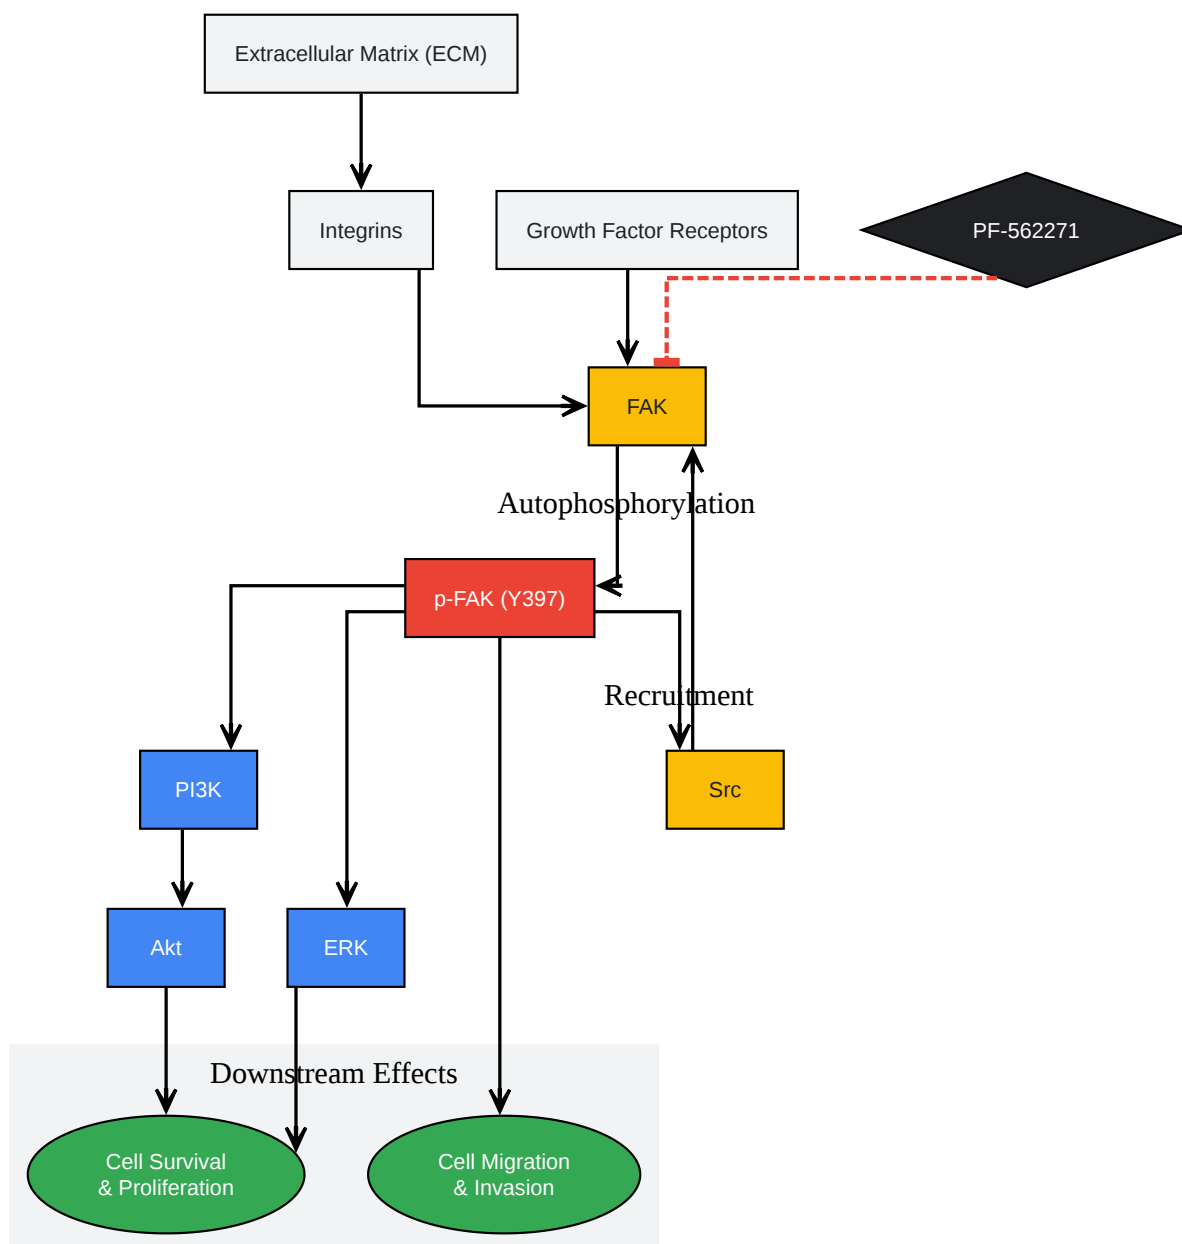 Extracellular Matrix (ECM)
Integrins
Growth Factor Receptors
PF-562271
FAK
Autophosphorylation
p-FAK (Y397)
Recruitment
PI3K
Src
Akt
ERK
Downstream Effects
Cell Survival
& Proliferation
Cell Migration
& Invasion